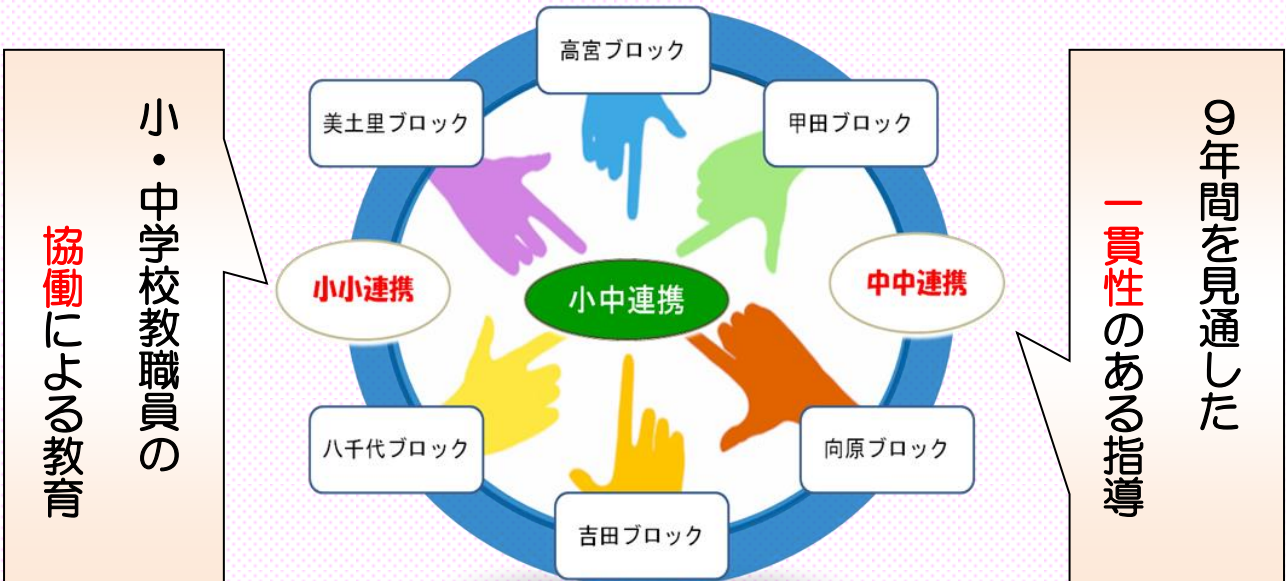 高宮ブロック
美土里ブロック
甲田ブロック
小・中学校教職員の
協働による教育
9年間を見通した
一貫性のある指導
小小連携
小中連携
中中連携
八千代ブロック
向原ブロック
吉田ブロック